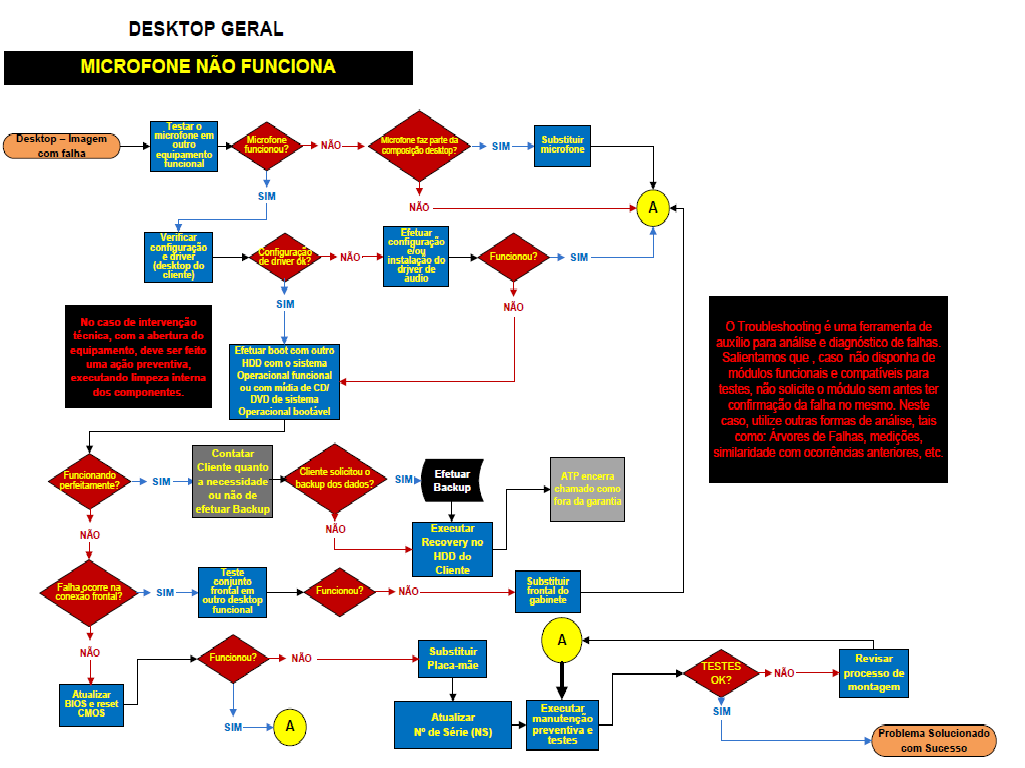 DESKTOP GERAL
MICROFONE NÃO FUNCIONA
Desktop – Imagem
com falha
Testar o
microfone em
outro
equipamento
funcional
Microfone
funcionou?
NÃO
Microfone faz parte da
composição desktop?
SIM
Substituir
microfone
SIM
NÃO
A
Verificar
configuração
e driver
(desktop do
cliente)
Configuração
de driver ok?
NÃO
Efetuar
configuração
e/ou
instalação do
driver de
áudio
Funcionou?
SIM
SIM
NÃO
No caso de intervenção
técnica, com a abertura do
equipamento, deve ser feito
uma ação preventiva,
executando limpeza interna
dos componentes.
Efetuar boot com outro
HDD com o sistema
Operacional funcional
ou com mídia de CD/
DVD de sistema
Operacional bootável
O Troubleshooting é uma ferramenta de
auxílio para análise e diagnóstico de falhas.
Salientamos que , caso não disponha de
módulos funcionais e compatíveis para
testes, não solicite o módulo sem antes ter
confirmação da falha no mesmo. Neste
caso, utilize outras formas de análise, tais
como: Árvores de Falhas, medições,
similaridade com ocorrências anteriores, etc.
Funcionando
perfeitamente?
SIM
Contatar
Cliente quanto
a necessidade
ou não de
efetuar Backup
Cliente solicitou o
backup dos dados?
SIM
Efetuar
Backup
ATP encerra
chamado como
fora da garantia
NÃO
NÃO
Executar
Recovery no
HDD do
Cliente
Falha ocorre na
conexão frontal?
SIM
Teste
conjunto
frontal em
outro desktop
funcional
Funcionou?
NÃO
Substituir
frontal do
gabinete
NÃO
Funcionou?
NÃO
Substituir
Placa-mãe
A
TESTES
OK?
NÃO
Revisar
processo de
montagem
Atualizar
BIOS e reset
CMOS
SIM
A
Atualizar
Nº de Série (NS)
Executar
manutenção
preventiva e
testes
SIM
Problema Solucionado
com Sucesso